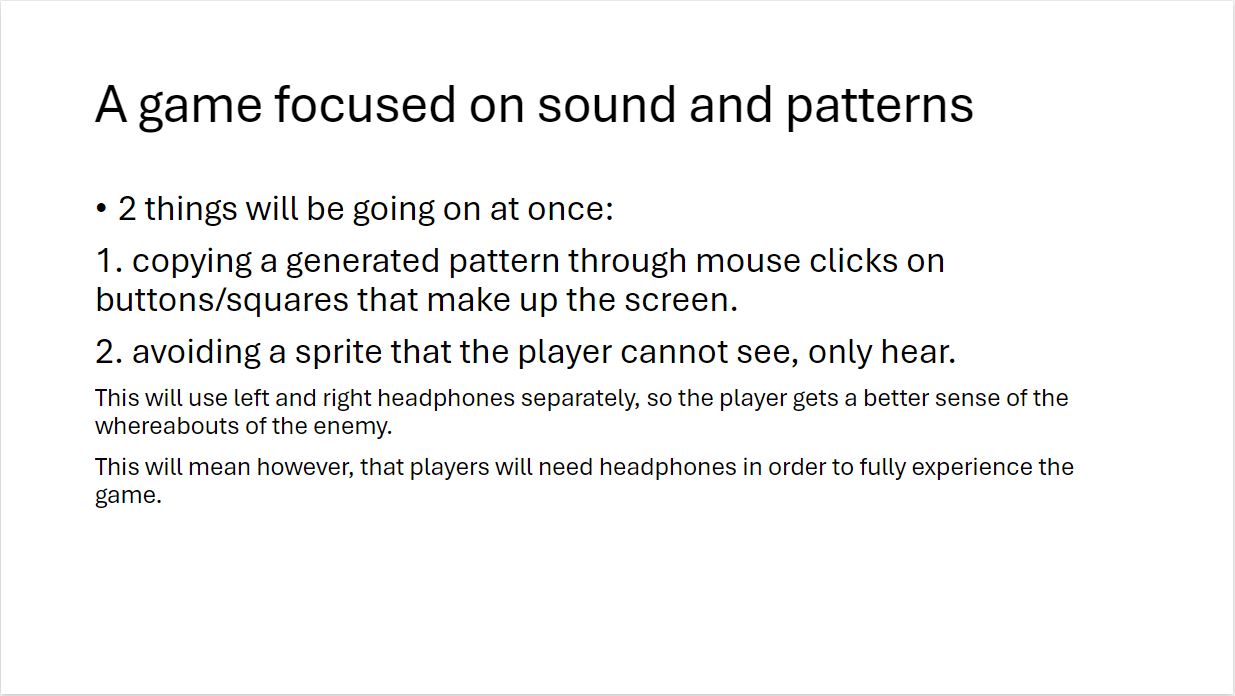 A game focused on sound and patterns
• 2 things will be going on at once:
1. copying a generated pattern through mouse clicks on
buttons/squares that make up the screen.
2. avoiding a sprite that the player cannot see, only hear.
This will use left and right headphones separately, so the player gets a better sense of the
whereabouts of the enemy.
This will mean however, that players will need headphones in order to fully experience the
game.